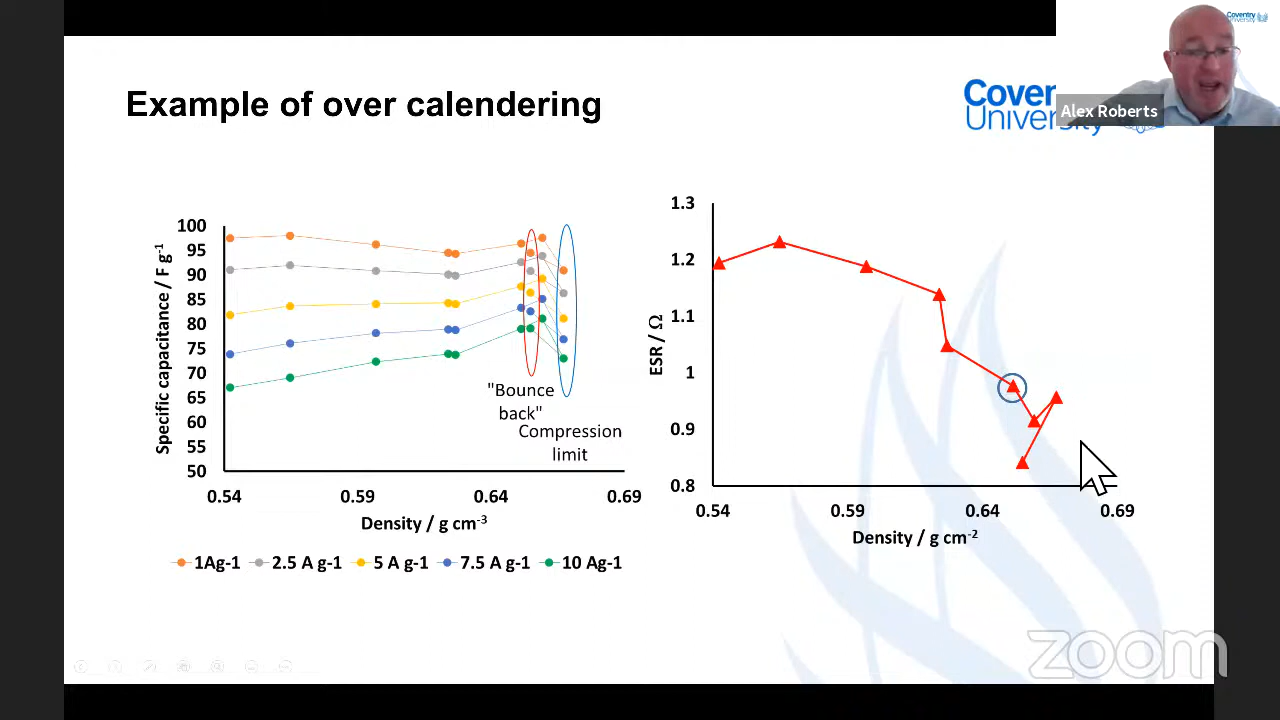 Coventry
University
Example of over calendering
Cover
University
Alex Roberts
Specific capacitance / F g-1
100
95
90
85
80
75
70
65
60
55
50
"Bounce
back"
Compression
limit
0.54
0.59
0.64
0.69
Density / g cm-3
1Ag-1
2.5 A g-1
5 A g-1
7.5 A g-1
10 Ag-1
ESR / Ω
1.3
1.2
1.1
1
0.9
0.8
0.54
0.59
0.64
0.69
Density / g cm-2
zoom